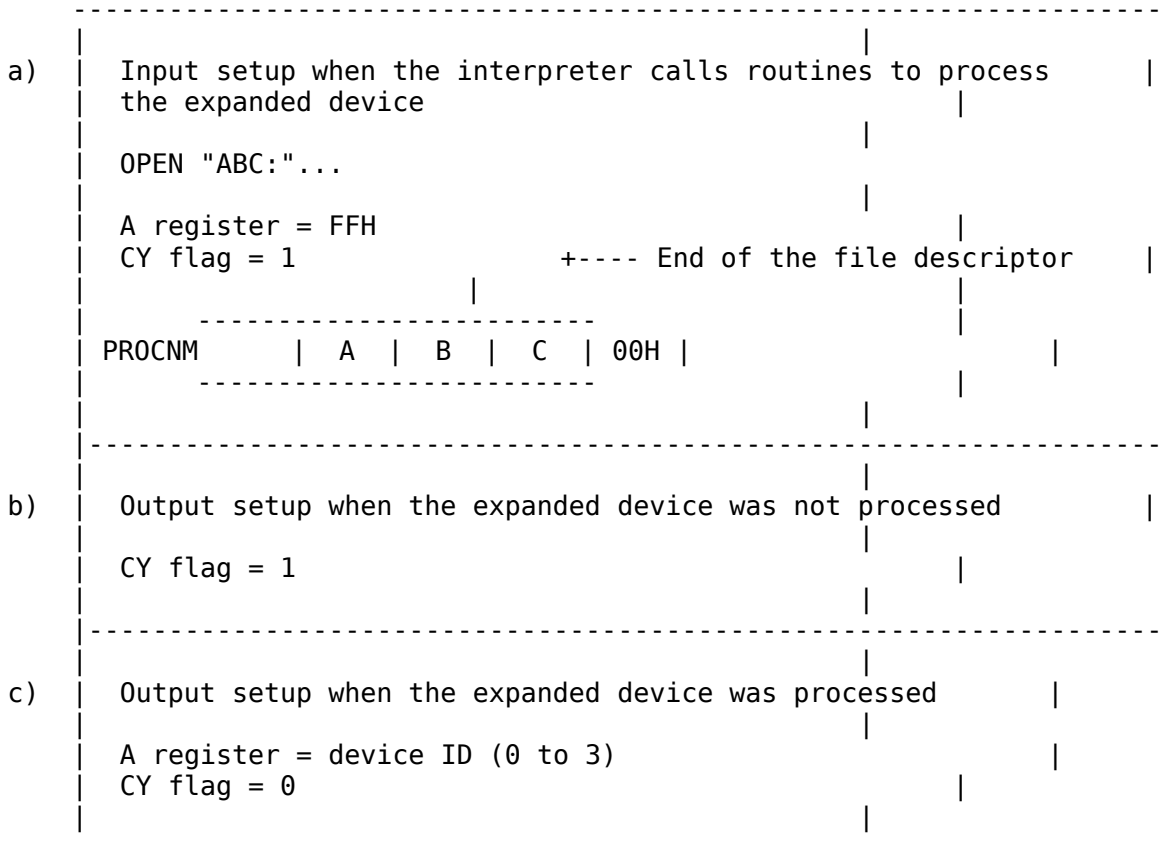 ---------------------------------------------------------------------
| |
a) | Input setup when the interpreter calls routines to process |
| the expanded device |
| |
| OPEN "ABC:"...
| |
| A register = FFH |
| CY flag = 1 +---- End of the file descriptor |
| | |
| ------------------------- |
| PROCNM | A | B | C | 00H | |
| ------------------------- |
| |
|--------------------------------------------------------------------
| |
b) | Output setup when the expanded device was not processed |
| |
| CY flag = 1 |
| |
|--------------------------------------------------------------------
| |
c) | Output setup when the expanded device was processed |
| |
| A register = device ID (0 to 3) |
| CY flag = 0 |
| |